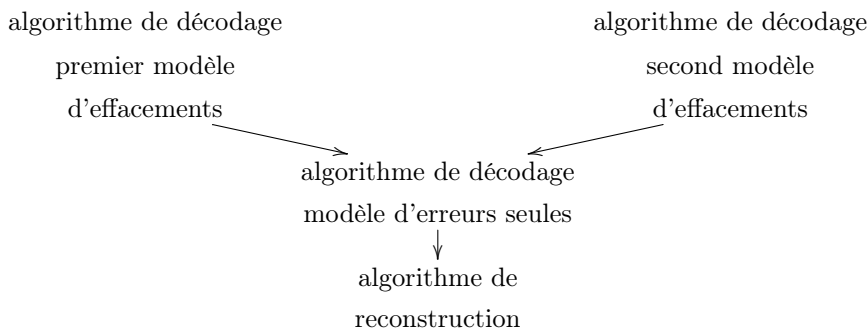 algorithme de décodage
premier modèle
d'effacements
algorithme de décodage
second modèle
d'effacements
algorithme de décodage
modèle d'erreurs seules
algorithme de
reconstruction